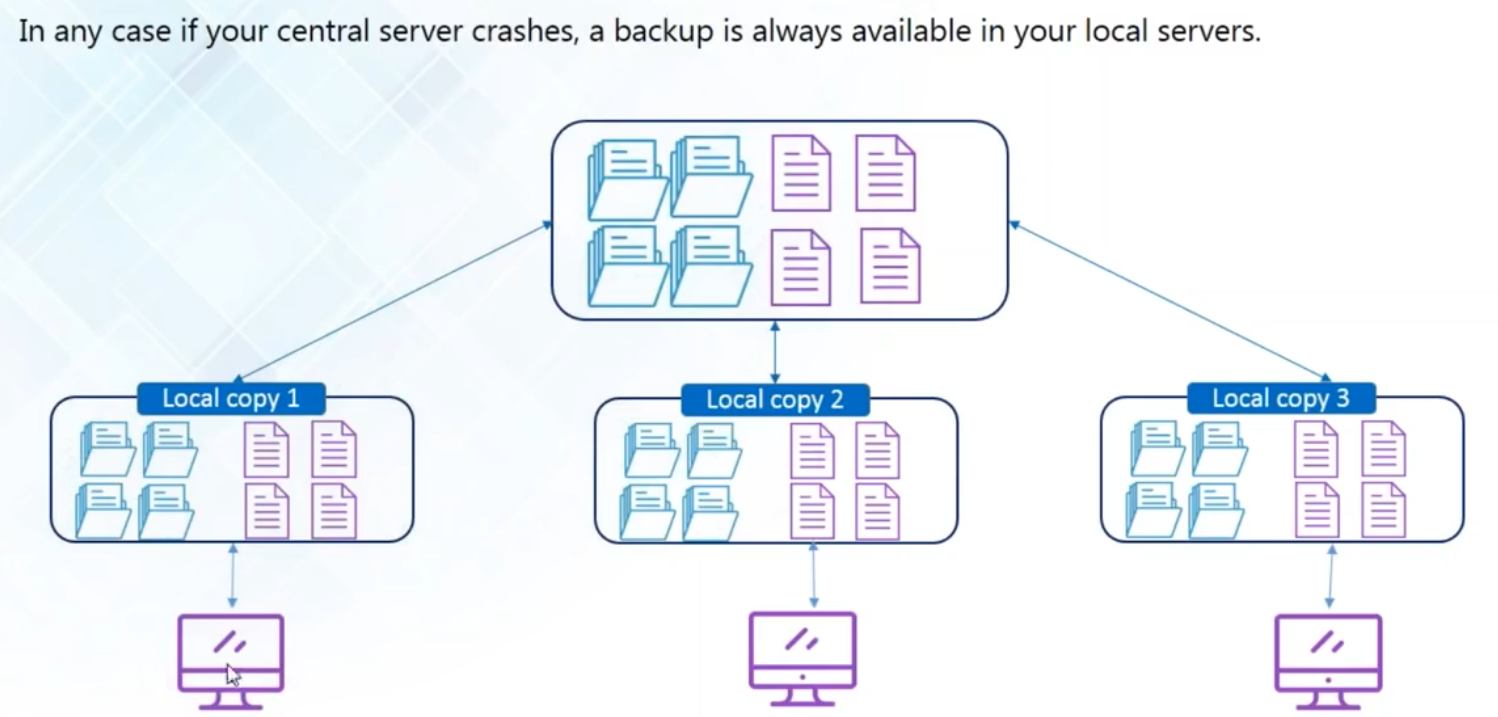 In any case if your central server crashes, a backup is always available in your local servers.
Local copy 1
Local copy 2
Local copy 3